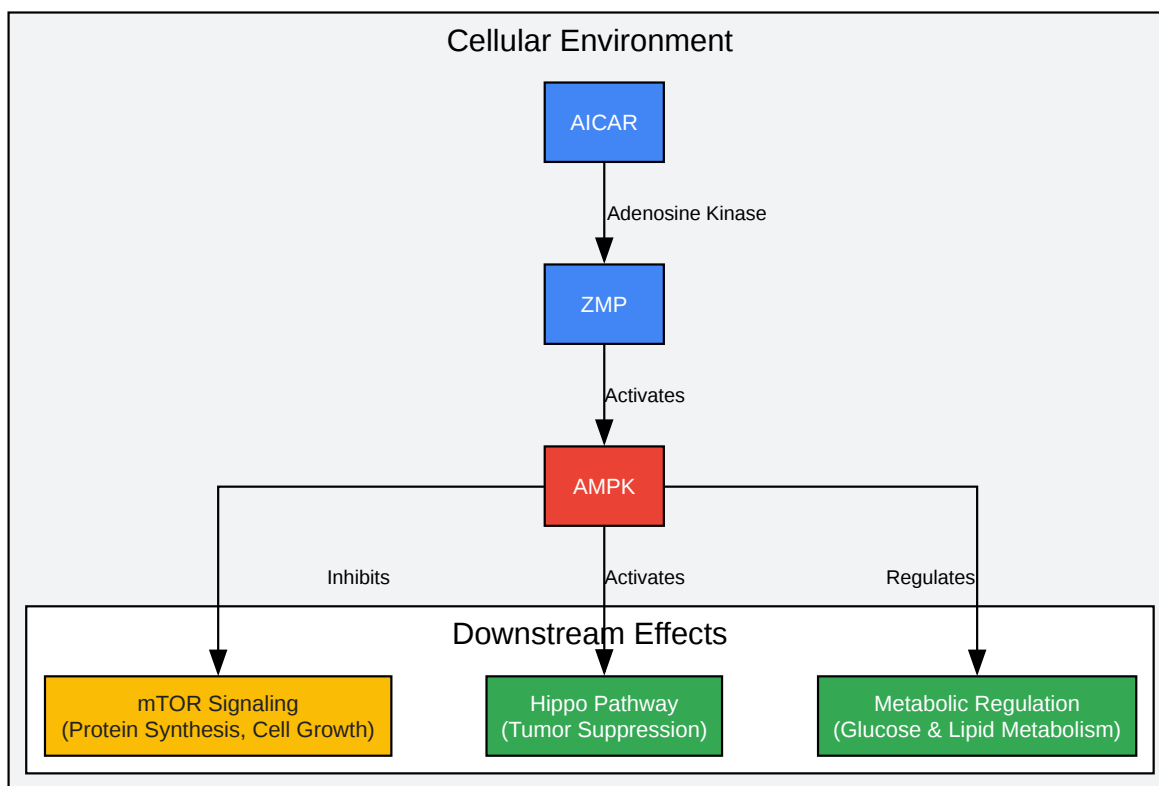 Cellular Environment
AICAR
Adenosine Kinase
ZMP
Activates
AMPK
Inhibits
Activates
Regulates
Downstream Effects
mTOR Signaling
(Protein Synthesis, Cell Growth)
Hippo Pathway
(Tumor Suppression)
Metabolic Regulation
(Glucose & Lipid Metabolism)